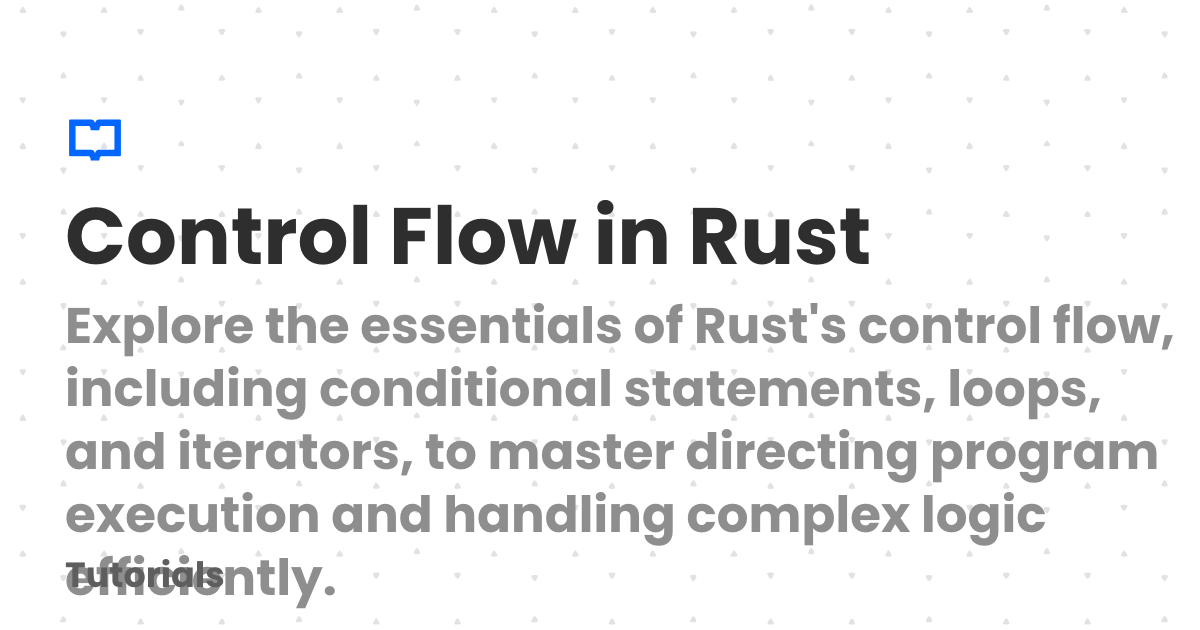 Control Flow in Rust
Explore the essentials of Rust's control flow,
including conditional statements, loops,
and iterators, to master directing program
execution and handling complex logic
efficiently.
Tutorials